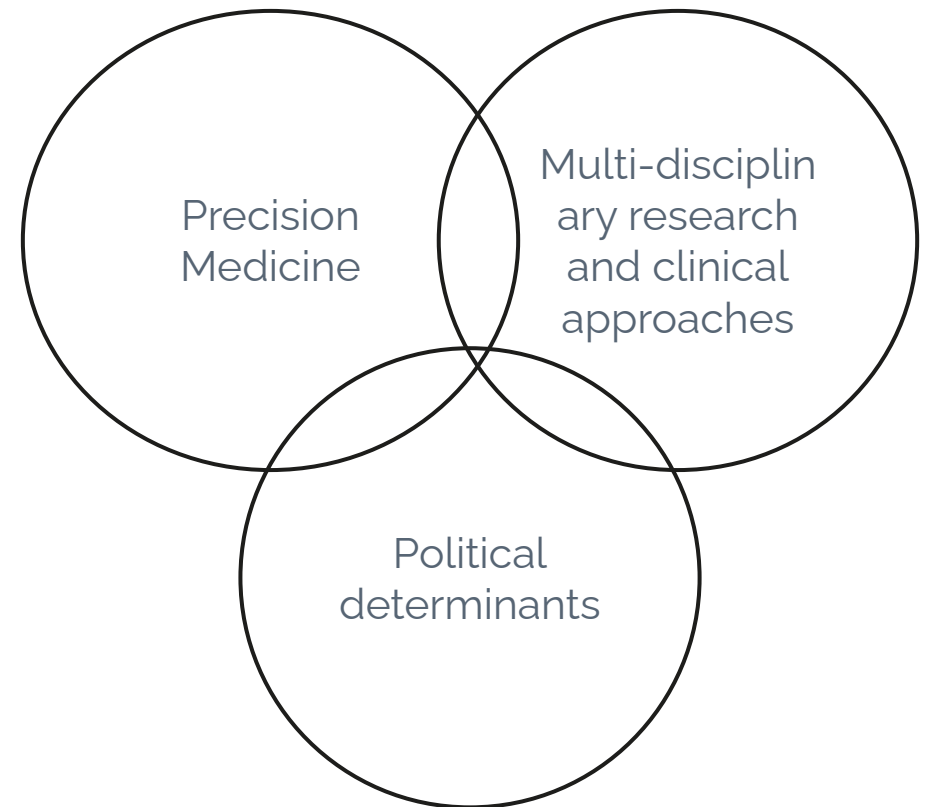 Precision
Medicine
Multi-disciplin
ary research
and clinical
approaches
Political
determinants